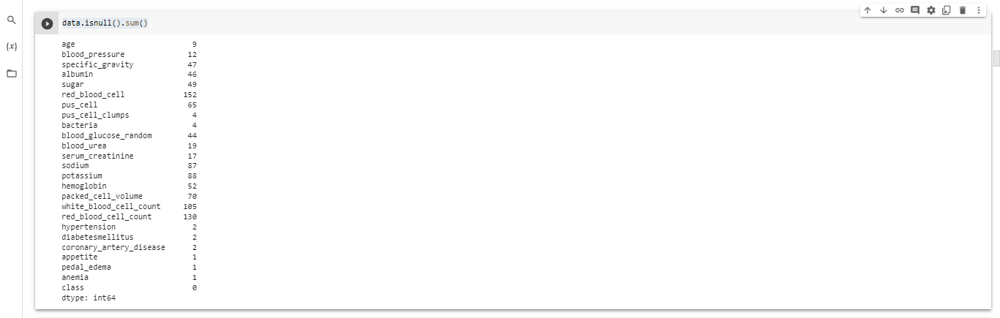 data.isnull().sum()
{x}
age 9
blood_pressure 12
specific_gravity 47
albumin 46
sugar 49
red_blood_cell 152
pus_cell 65
pus_cell_clumps 4
bacteria 4
blood_glucose_random 44
blood_urea 19
serum_creatinine 17
sodium 87
potassium 88
hemoglobin 52
packed_cell_volume 70
white_blood_cell_count 105
red_blood_cell_count 130
hypertension 2
diabetesmellitus 2
coronary_artery_disease 2
appetite 1
pedal_edema 1
anemia 1
class 0
dtype: int64